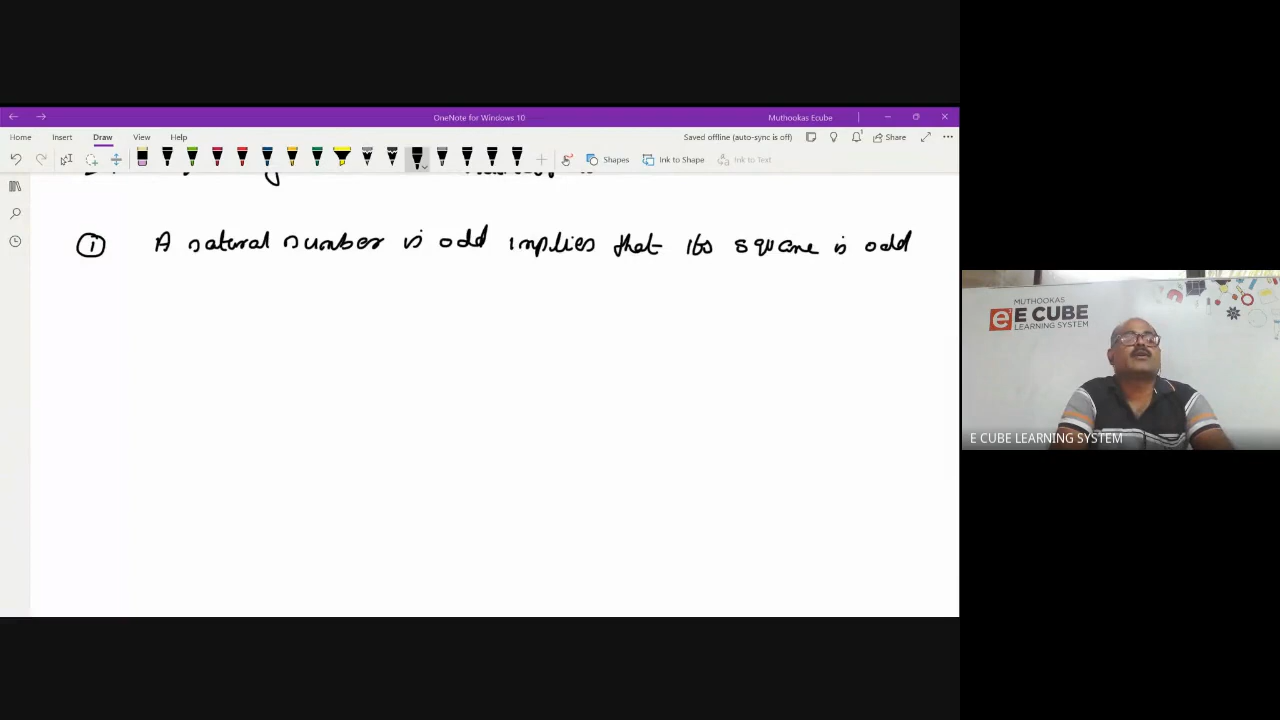 OneNote for Windows 10
Muthookas Ecube
Home Insert Draw View Help
Saved offline (auto-sync is off)
Share
Shapes
Ink to Shape
Ink to Text
① A natural number is odd implies that its square is odd
MUTHOOKAS
e E CUBE
LEARNING SYSTEM
E CUBE LEARNING SYSTEM